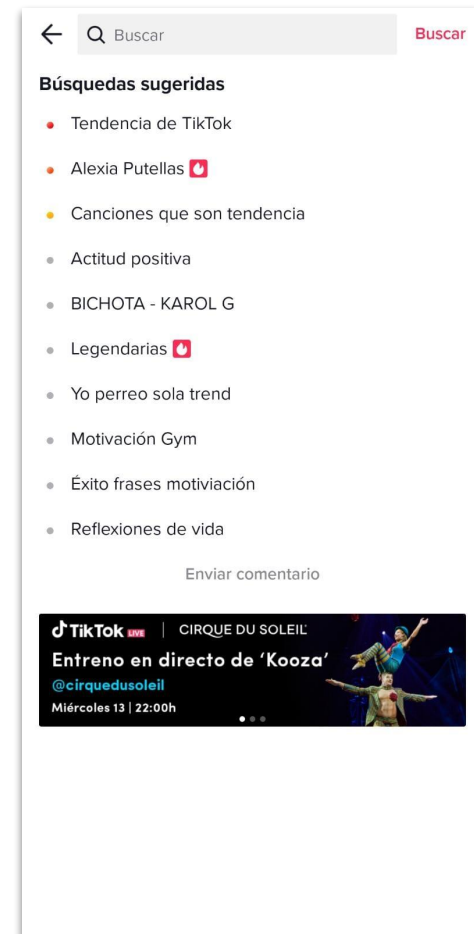 Buscar
Buscar
Búsquedas sugeridas
Tendencia de TikTok
Alexia Putellas
Canciones que son tendencia
Actitud positiva
BICHOTA - KAROL G
Legendarias
Yo perreo sola trend
Motivación Gym
Éxito frases motiviación
Reflexiones de vida
Enviar comentario
TikTok LIVE | CIRQUE DU SOLEIL
Entreno en directo de ‘Kooza’
@cirquedusoleil
Miércoles 13 | 22:00h